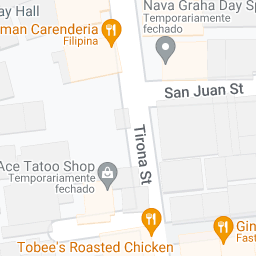 ay Hall
man Carenderia
Filipina
Nava Graha Day Sp
Temporariamente
fechado
San Juan St
Tirona St
Ace Tatoo Shop
Temporariamente
fechado
Tobee's Roasted Chicken
Gin
Fast